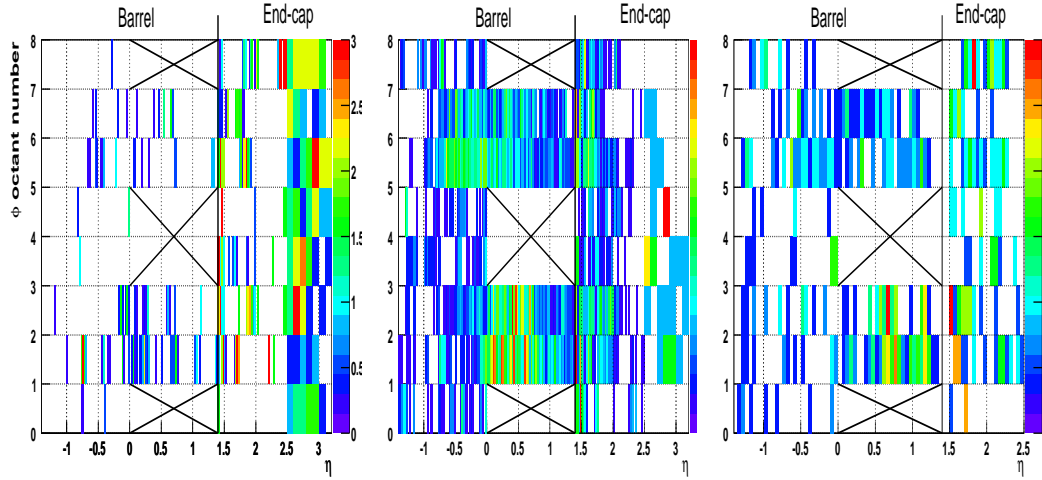 Barrel End-cap Barrel End-cap Barrel End-cap
ϕ octant number
8 7 6 5 4 3 2 1 0
-1 -0.5 0 0.5 1 1.5 2 2.5 3
η
3 2.5 2 1.5 1 0.5 0
8 7 6 5 4 3 2 1 0
-1 -0.5 0 0.5 1 1.5 2 2.5 3
η
8 7 6 5 4 3 2 1 0
-1 -0.5 0 0.5 1 1.5 2 2.5
η